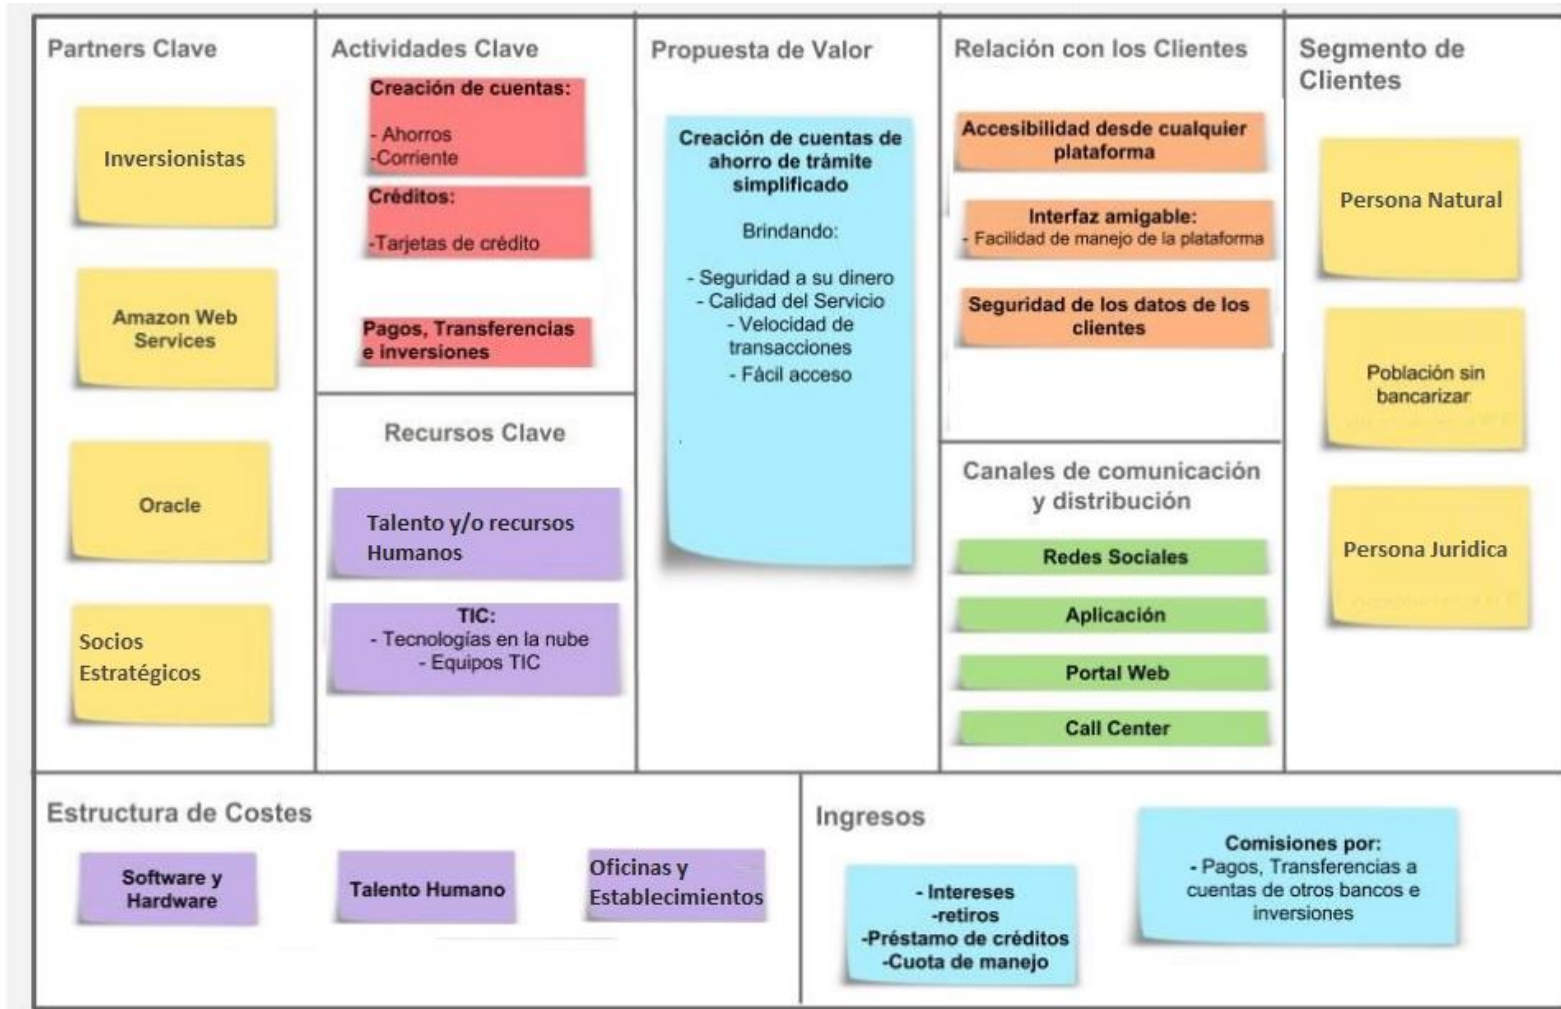 Partners Clave
Inversionistas
Amazon Web
Services
Oracle
Socios
Estratégicos
Actividades Clave
Creación de cuentas:
- Ahorros
-Corriente
Créditos:
-Tarjetas de crédito
Pagos, Transferencias
e inversiones
Recursos Clave
Talento y/o recursos
Humanos
TIC:
- Tecnologías en la nube
- Equipos TIC
Propuesta de Valor
Creación de cuentas de
ahorro de trámite
simplificado
Brindando:
- Seguridad a su dinero
- Calidad del Servicio
- Velocidad de
transacciones
- Fácil acceso
Relación con los Clientes
Accesibilidad desde cualquier
plataforma
Interfaz amigable:
- Facilidad de manejo de la plataforma
Seguridad de los datos de los
clientes
Canales de comunicación
y distribución
Redes Sociales
Aplicación
Portal Web
Call Center
Segmento de
Clientes
Persona Natural
Población sin
bancarizar
Persona Juridica
Estructura de Costes
Software y
Hardware
Talento Humano
Oficinas y
Establecimientos
Ingresos
- Intereses
-retiros
-Préstamo de créditos
-Cuota de manejo
Comisiones por:
- Pagos, Transferencias a
cuentas de otros bancos e
inversiones